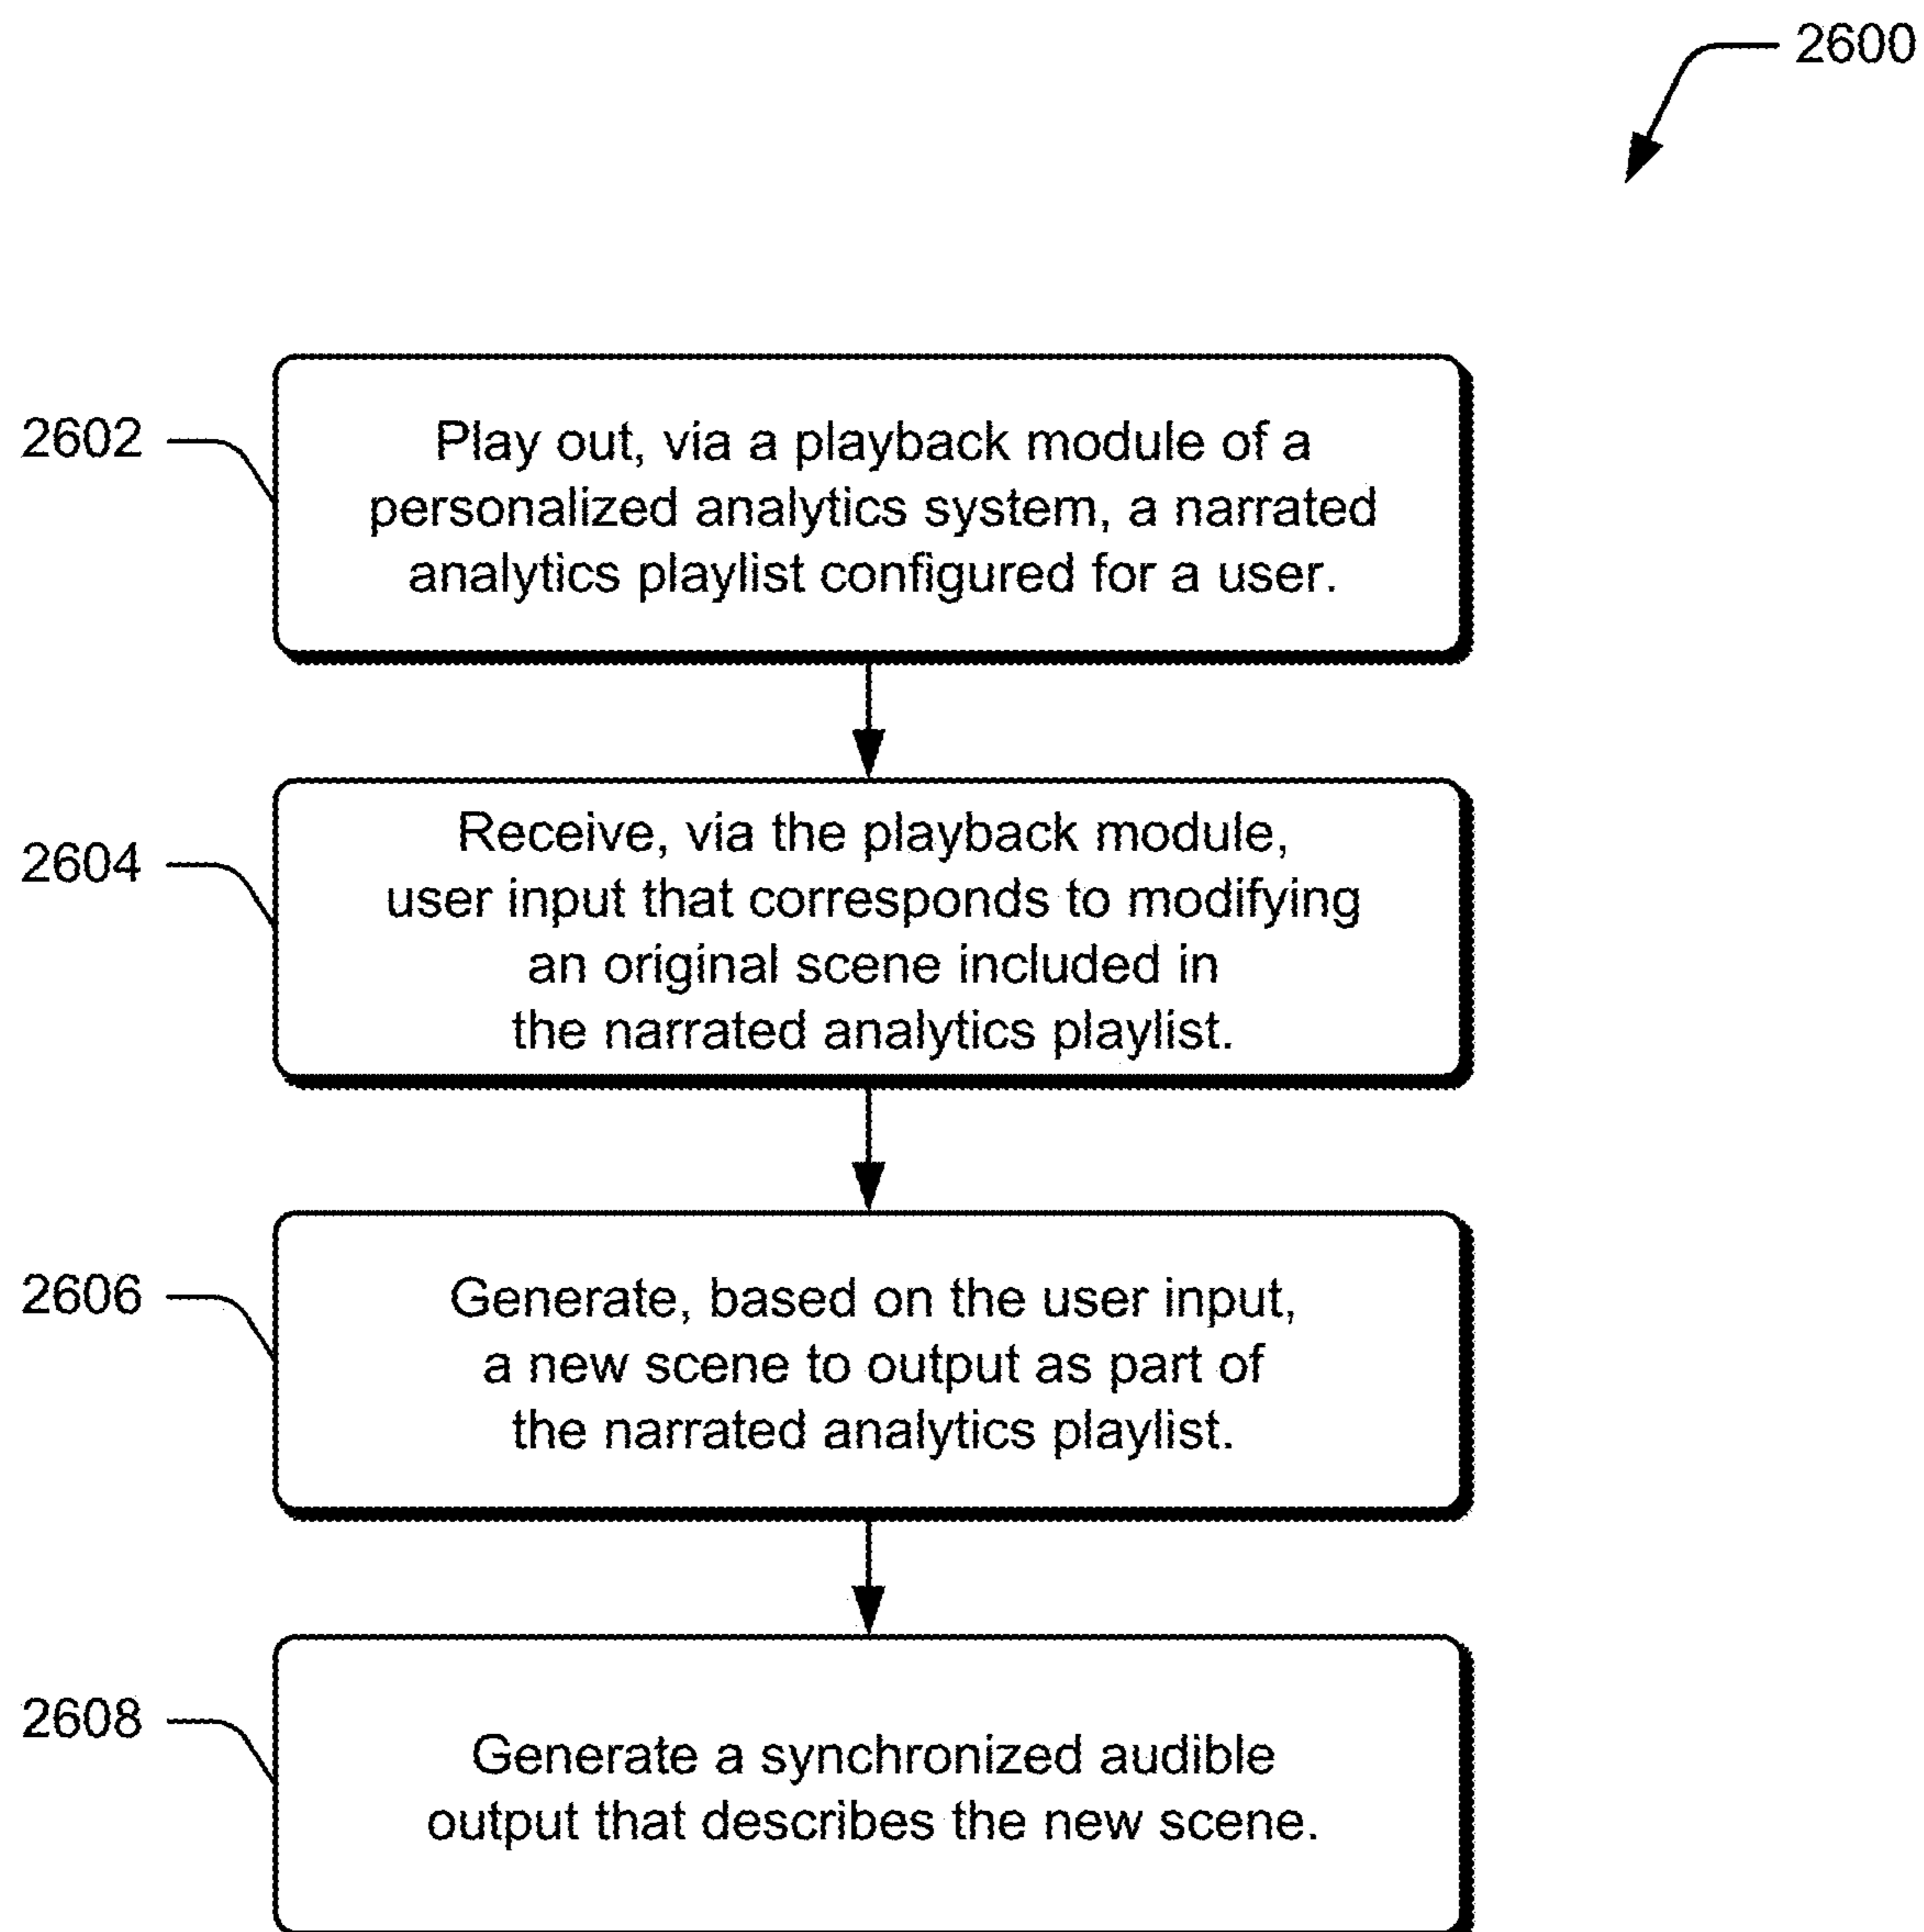 2600
2602
Play out, via a playback module of a
personalized analytics system, a narrated
analytics playlist configured for a user.
2604
Receive, via the playback module,
user input that corresponds to modifying
an original scene included in
the narrated analytics playlist.
2606
Generate, based on the user input,
a new scene to output as part of
the narrated analytics playlist.
2608
Generate a synchronized audible
output that describes the new scene.